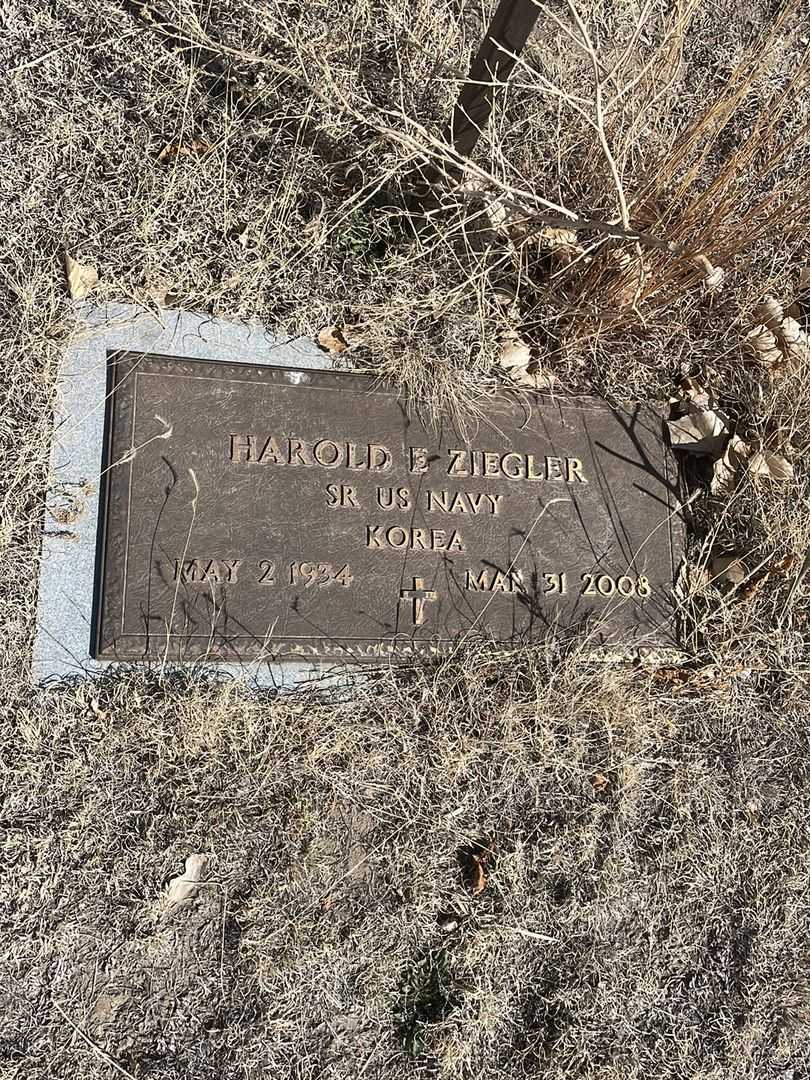 HAROLD E ZIEGLER
SR US NAVY
KOREA
MAY 2 1934 MAR 31 2008